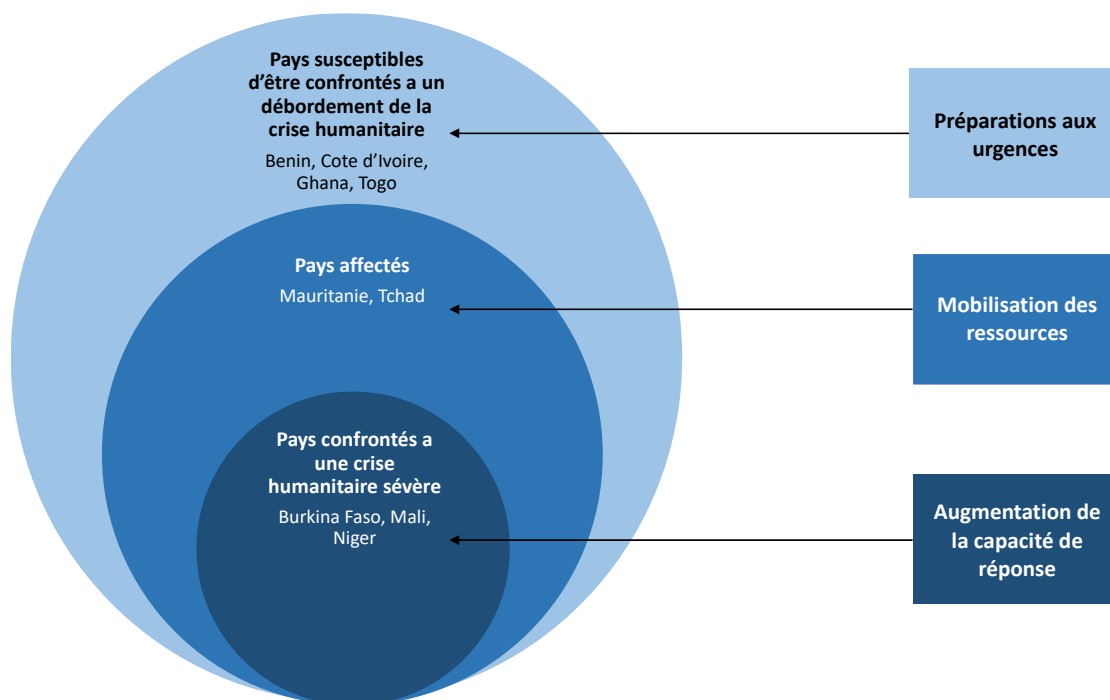 Pays susceptibles
d'être confrontés a un
débordement de la
crise humanitaire
Benin, Cote d'Ivoire,
Ghana, Togo
Préparations aux
urgences
Pays affectés
Mauritanie, Tchad
Mobilisation des
ressources
Pays confrontés a
une crise
humanitaire sévère
Burkina Faso, Mali,
Niger
Augmentation de
la capacité de
réponse